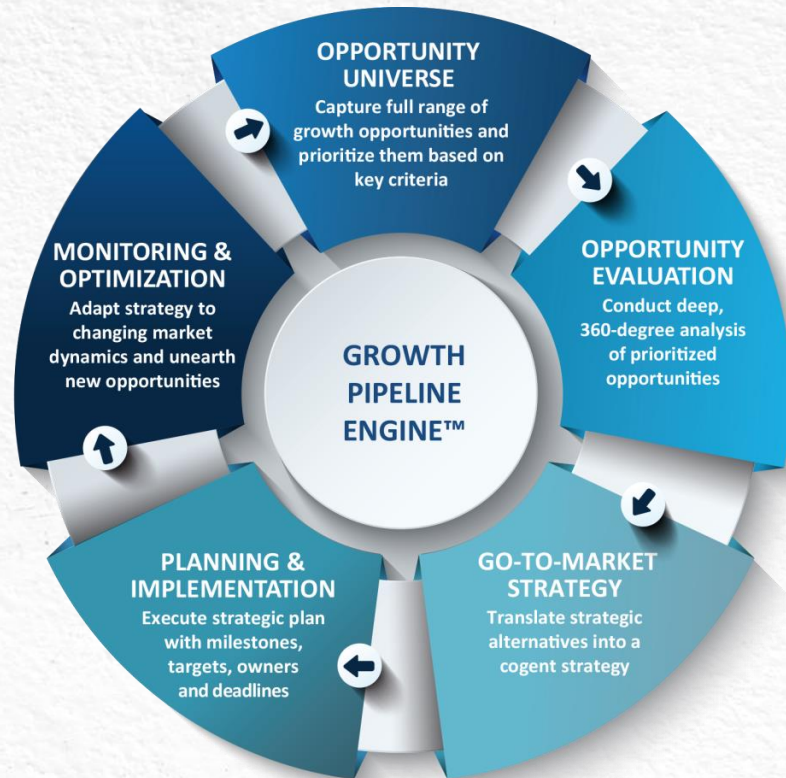 OPPORTUNITY
UNIVERSE
Capture full range of
growth opportunities and
prioritize them based on
key criteria
OPPORTUNITY
EVALUATION
Conduct deep,
360-degree analysis
of prioritized
opportunities
GO-TO-MARKET
STRATEGY
Translate strategic
alternatives into a
cogent strategy
PLANNING &
IMPLEMENTATION
Execute strategic plan
with milestones,
targets, owners
and deadlines
MONITORING &
OPTIMIZATION
Adapt strategy to
changing market
dynamics and unearth
new opportunities
GROWTH
PIPELINE
ENGINE™